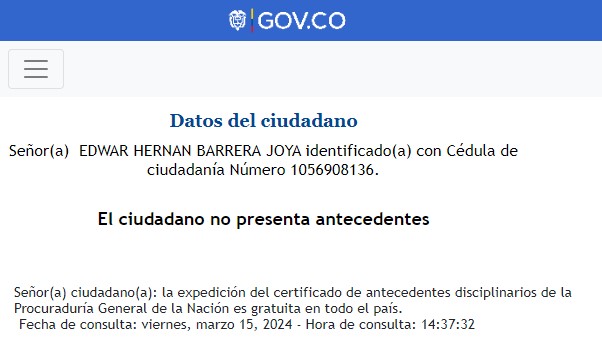 GOV.CO
Datos del ciudadano
Señor(a) EDWAR HERNAN BARRERA JOYA identificado(a) con Cédula de
ciudadanía Número 1056908136.
El ciudadano no presenta antecedentes
Señor(a) ciudadano(a): la expedición del certificado de antecedentes disciplinarios de la
Procuraduría General de la Nación es gratuita en todo el país.
Fecha de consulta: viernes, marzo 15, 2024 - Hora de consulta: 14:37:32